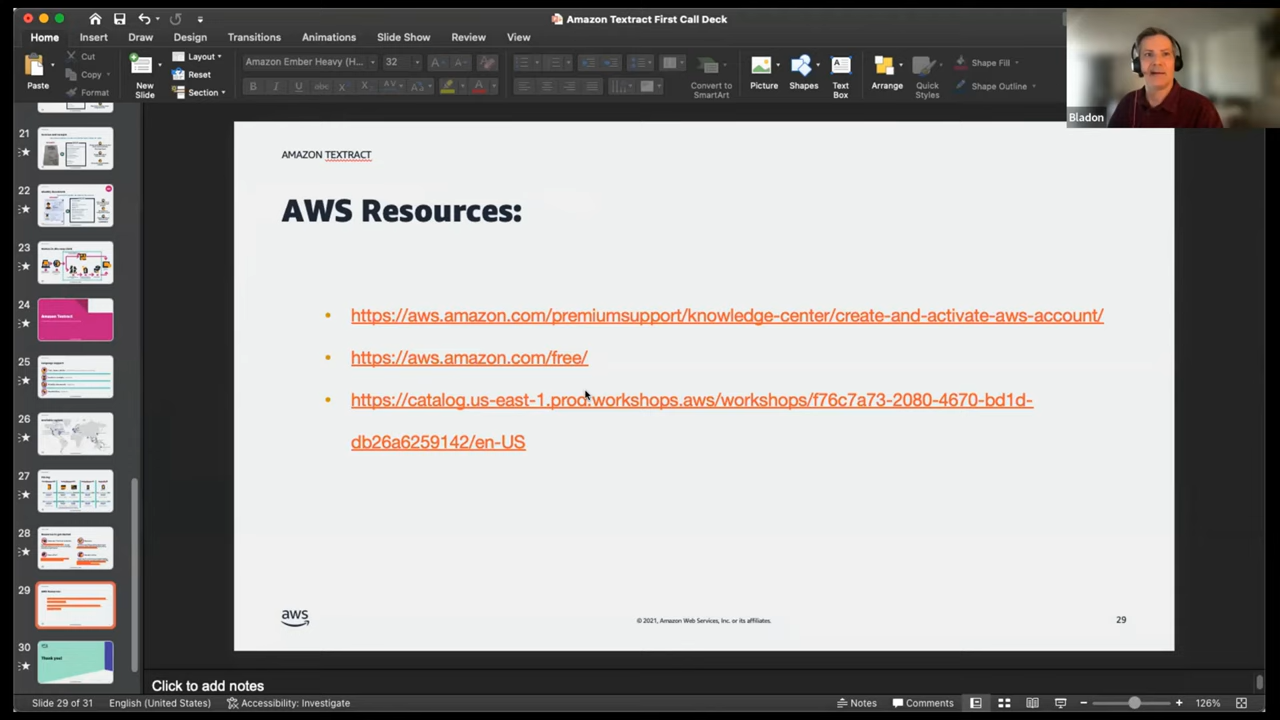 Amazon Textract First Call Deck
Home Insert Draw Design Transitions Animations Slide Show Review View
Paste
Cut
Copy
Format
New Slide
Layout
Reset
Section
Amazon Ember Heavy (H... 32
Convert to SmartArt
Picture
Shapes
Text Box
Arrange
Quick Styles
Shape Fill
Shape Outline
Bladon
21
22
23
24
Amazon Textract
25
26
27
28
29
30
Thank you!
AMAZON TEXTRACT
AWS Resources:
• https://aws.amazon.com/premiumsupport/knowledge-center/create-and-activate-aws-account/
• https://aws.amazon.com/free/
• https://catalog.us-east-1.prod.workshops.aws/workshops/f76c7a73-2080-4670-bd1d-
db26a6259142/en-US
aws
© 2021, Amazon Web Services, Inc. or its affiliates.
29
Click to add notes
Slide 29 of 31 English (United States) Accessibility: Investigate Notes Comments 126%